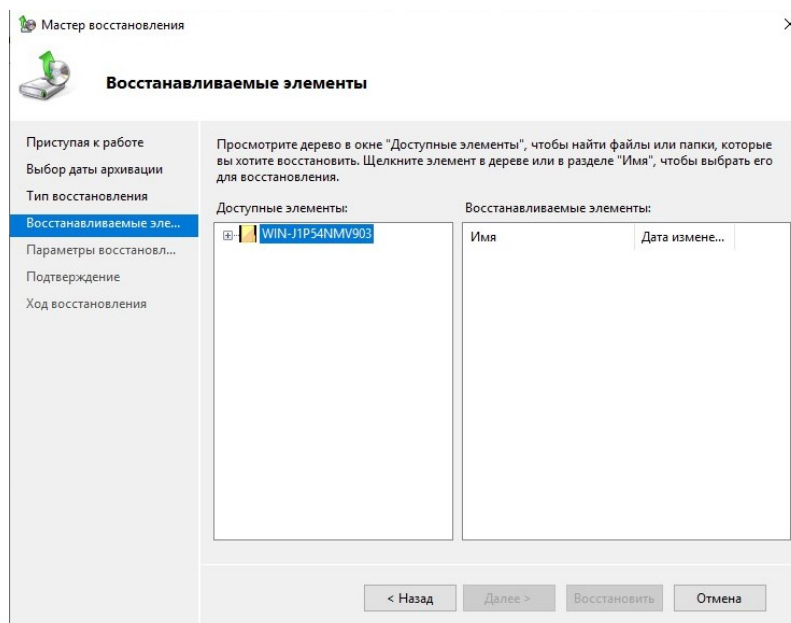 Мастер восстановления
Восстанавливаемые элементы
Приступая к работе
Выбор даты архивации
Тип восстановления
Восстанавливаемые эле...
Параметры восстановл...
Подтверждение
Ход восстановления
Просмотрите дерево в окне "Доступные элементы", чтобы найти файлы или папки, которые
вы хотите восстановить. Щелкните элемент в дереве или в разделе "Имя", чтобы выбрать его
для восстановления.
Доступные элементы:
WIN-J1P54NMV903
Восстанавливаемые элементы:
Имя Дата измене...
< Назад Далее > Восстановить Отмена